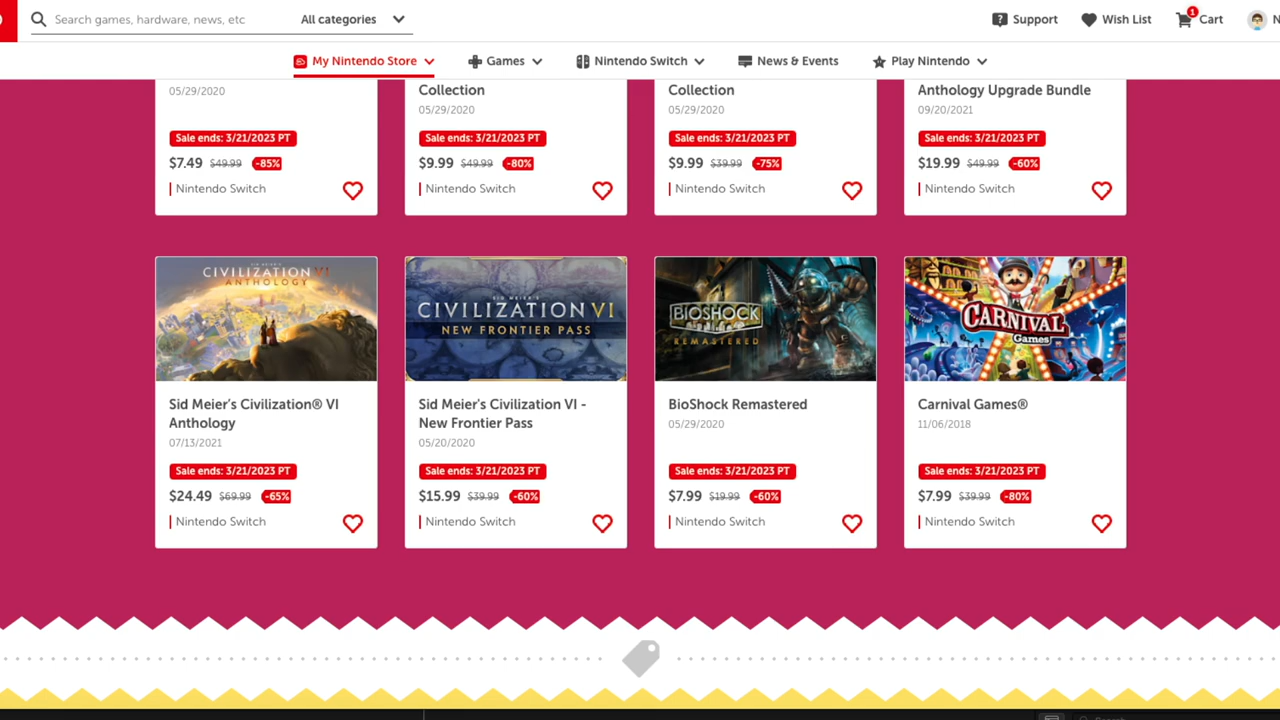 Search games, hardware, news, etc
All categories
Support
Wish List
1
Cart
N
My Nintendo Store
Games
Nintendo Switch
News & Events
Play Nintendo
05/29/2020
Sale ends: 3/21/2023 PT
$7.49 $49.99 -85%
Nintendo Switch
Collection
05/29/2020
Sale ends: 3/21/2023 PT
$9.99 $49.99 -80%
Nintendo Switch
Collection
05/29/2020
Sale ends: 3/21/2023 PT
$9.99 $39.99 -75%
Nintendo Switch
Anthology Upgrade Bundle
09/20/2021
Sale ends: 3/21/2023 PT
$19.99 $49.99 -60%
Nintendo Switch
SID MEIER'S
CIVILIZATION VI
ANTHOLOGY
Sid Meier’s Civilization® VI
Anthology
07/13/2021
Sale ends: 3/21/2023 PT
$24.49 $69.99 -65%
Nintendo Switch
SID MEIER'S
CIVILIZATION VI
NEW FRONTIER PASS
Sid Meier's Civilization VI -
New Frontier Pass
05/20/2020
Sale ends: 3/21/2023 PT
$15.99 $39.99 -60%
Nintendo Switch
BIOSHOCK
REMASTERED
BioShock Remastered
05/29/2020
Sale ends: 3/21/2023 PT
$7.99 $19.99 -60%
Nintendo Switch
CARNIVAL
Games
Carnival Games®
11/06/2018
Sale ends: 3/21/2023 PT
$7.99 $39.99 -80%
Nintendo Switch